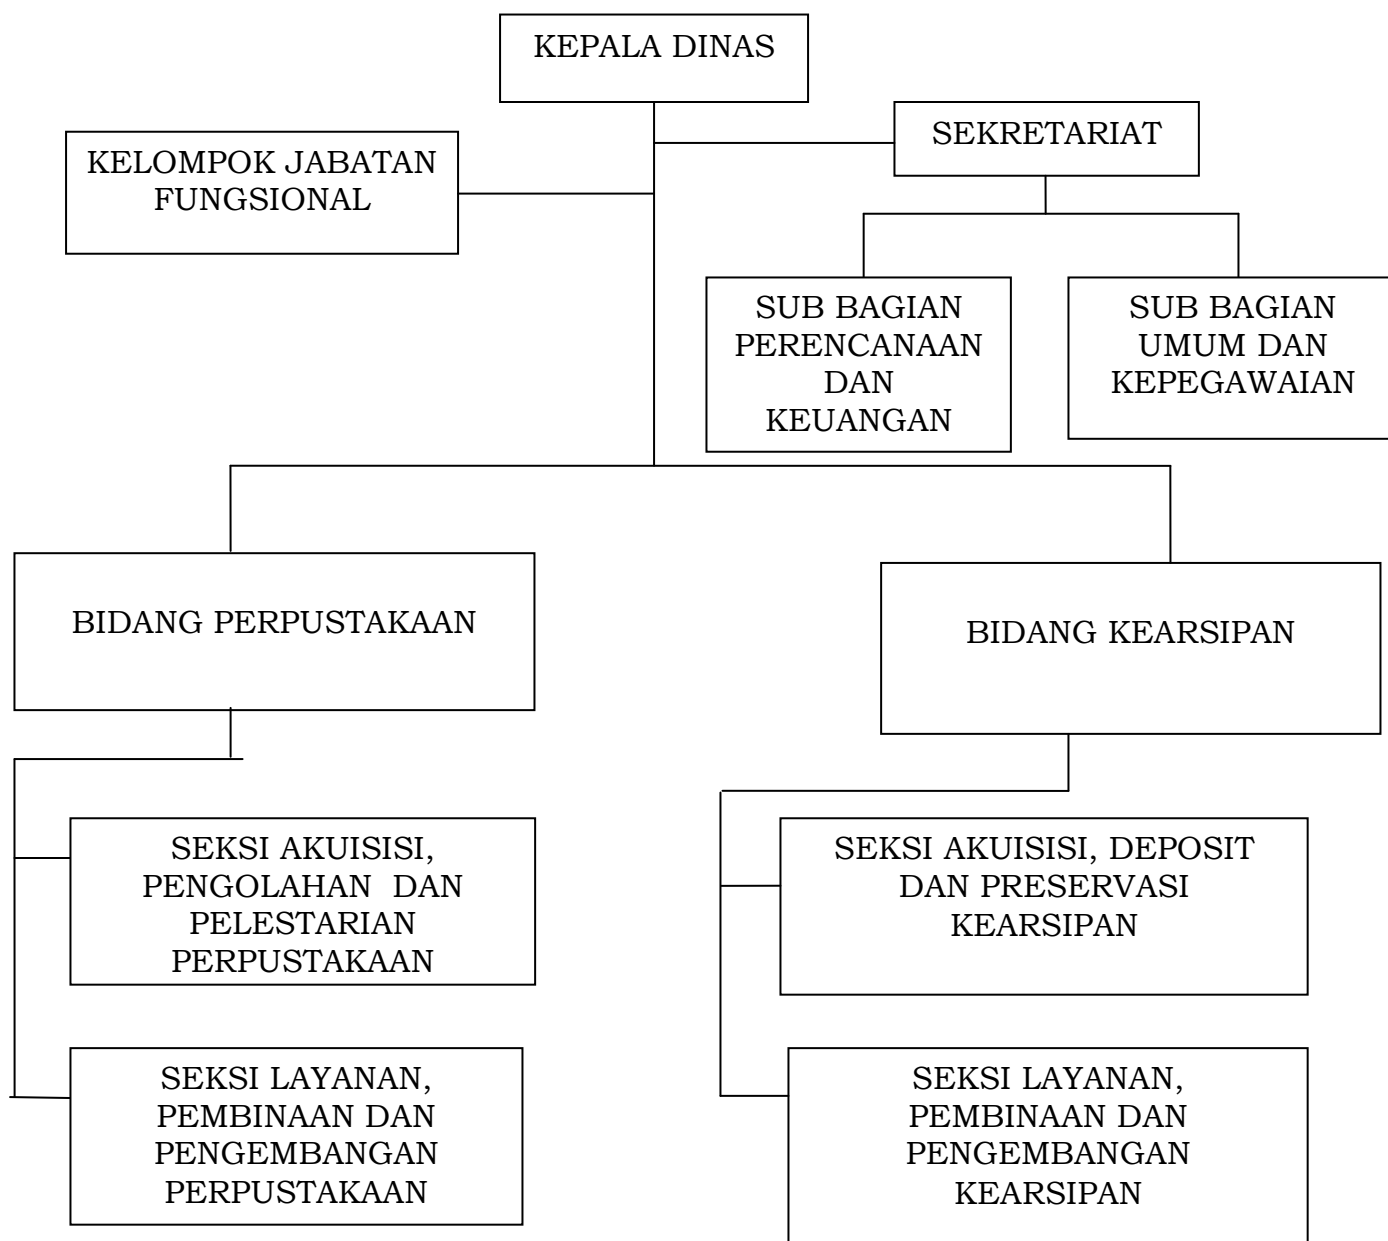 KEPALA DINAS
SEKRETARIAT
KELOMPOK JABATAN
FUNGSIONAL
SUB BAGIAN
PERENCANAAN
DAN
KEUANGAN
SUB BAGIAN
UMUM DAN
KEPEGAWAIAN
BIDANG PERPUSTAKAAN
BIDANG KEARSIPAN
SEKSI AKUISISI,
PENGOLAHAN  DAN
PELESTARIAN
PERPUSTAKAAN
SEKSI AKUISISI, DEPOSIT
DAN PRESERVASI
KEARSIPAN
SEKSI LAYANAN,
PEMBINAAN DAN
PENGEMBANGAN
PERPUSTAKAAN
SEKSI LAYANAN,
PEMBINAAN DAN
PENGEMBANGAN
KEARSIPAN